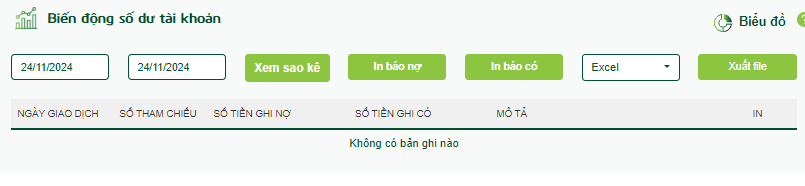 Biến động số dư tài khoản
Biểu đồ
24/11/2024 24/11/2024 Xem sao kê In báo nợ In báo có Excel Xuất file
NGÀY GIAO DỊCH SỐ THAM CHIẾU SỐ TIỀN GHI NỢ SỐ TIỀN GHI CÓ MÔ TẢ IN
Không có bản ghi nào